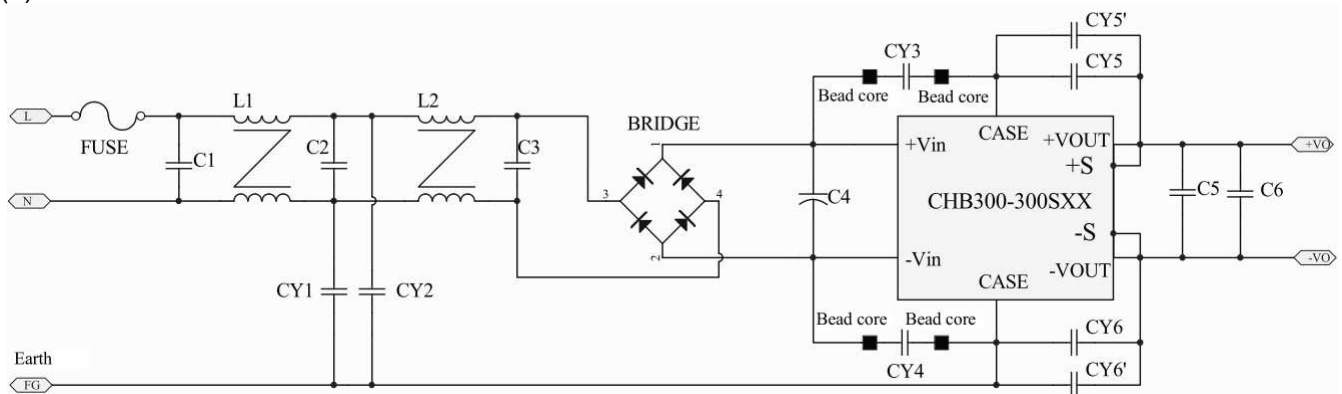 CY5'
CY3
CY5
Bead core
Bead core
L
FUSE
L1
L2
C1
C2
C3
BRIDGE
1
3
4
2
C4
CASE
+Vin
+VOUT
+S
CHB300-300SXX
-S
-Vin
-VOUT
CASE
+VO
C5
C6
-VO
N
CY1
CY2
Bead core
Bead core
CY4
CY6
CY6'
Earth
FG